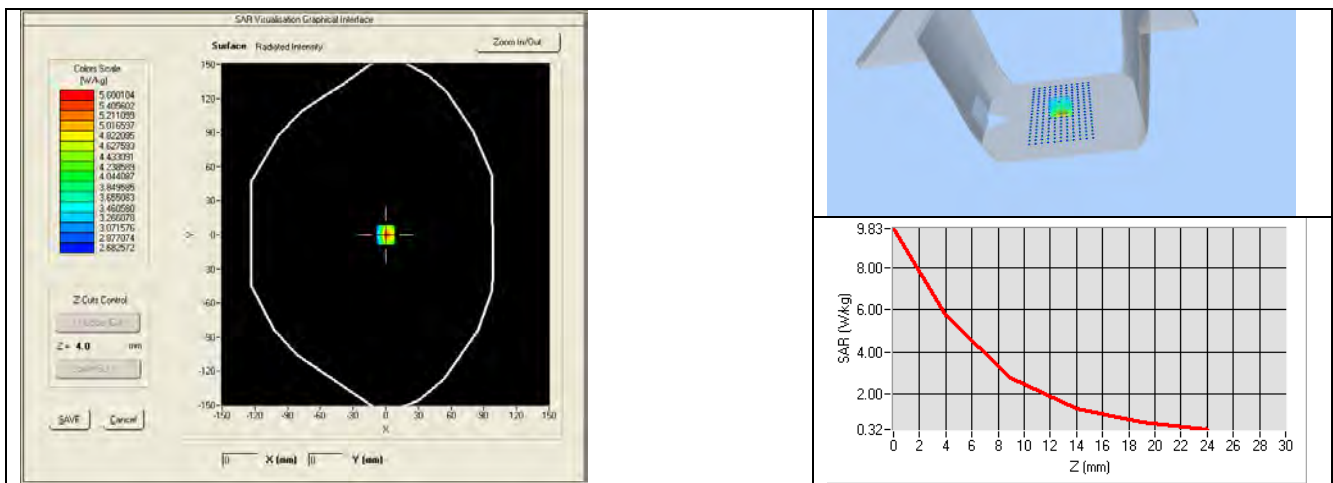 SAR Visualisation Graphical Interface
Surface Radiated Intensity
Zoom In/Out
Colors Scale
(W/kg)
5.600104
5.405602
5.211099
5.016597
4.822095
4.627593
4.433091
4.238589
4.044087
3.849585
3.655083
3.460580
3.266078
3.071576
2.877074
2.682572
150
120
90
60
30
0
-30
-60
-90
-120
-150
Y
-150 -120 -90 -60 -30 0 30 60 90 120 150
X
Z Cuts Control
Z = 4.0 mm
SAVE Cancel
0 X (mm) 0 Y (mm)
9.83
8.00
6.00
4.00
2.00
0.32
SAR (W/kg)
0 2 4 6 8 10 12 14 16 18 20 22 24 26 28 30
Z (mm)